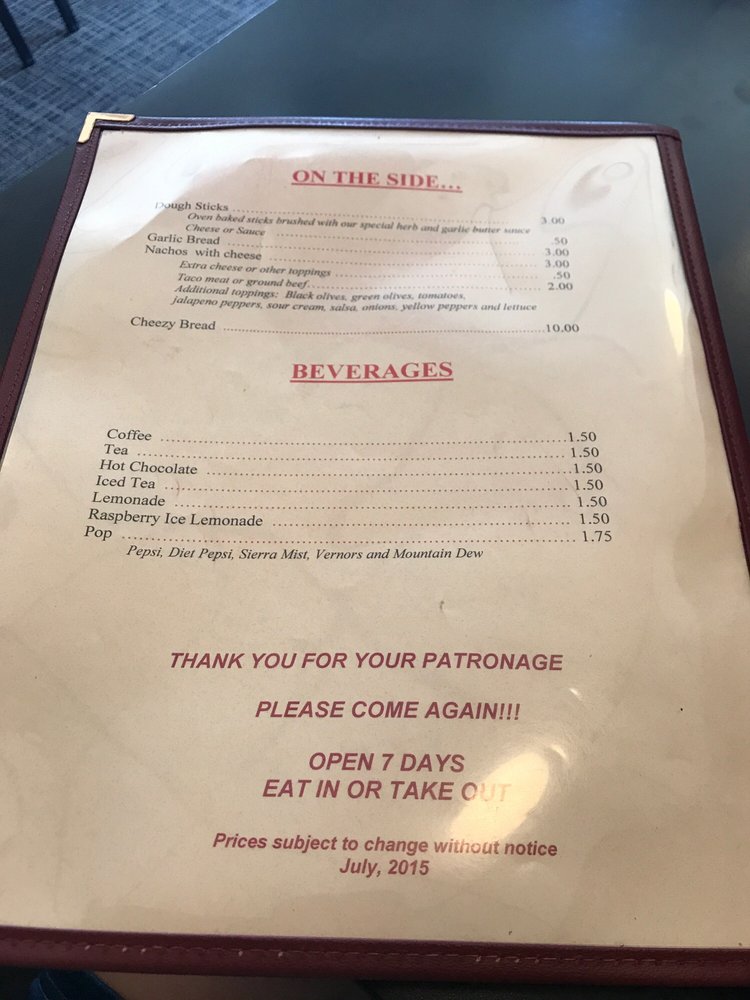 ON THE SIDE...
Dough Sticks ........ 3.00
Oven baked sticks brushed with our special herb and garlic butter sauce
Cheese or Sauce ........ .50
Garlic Bread ........ 3.00
Nachos with cheese ........ 3.00
Extra cheese or other toppings ........ .50
Taco meat or ground beef ........ 2.00
Additional toppings: Black olives, green olives, tomatoes,
jalapeno peppers, sour cream, salsa, onions, yellow peppers and lettuce
Cheezy Bread ........ 10.00
BEVERAGES
Coffee ........ 1.50
Tea ........ 1.50
Hot Chocolate ........ 1.50
Iced Tea ........ 1.50
Lemonade ........ 1.50
Raspberry Ice Lemonade ........ 1.50
Pop ........ 1.75
Pepsi, Diet Pepsi, Sierra Mist, Vernors and Mountain Dew
THANK YOU FOR YOUR PATRONAGE
PLEASE COME AGAIN!!!
OPEN 7 DAYS
EAT IN OR TAKE OUT
Prices subject to change without notice
July, 2015